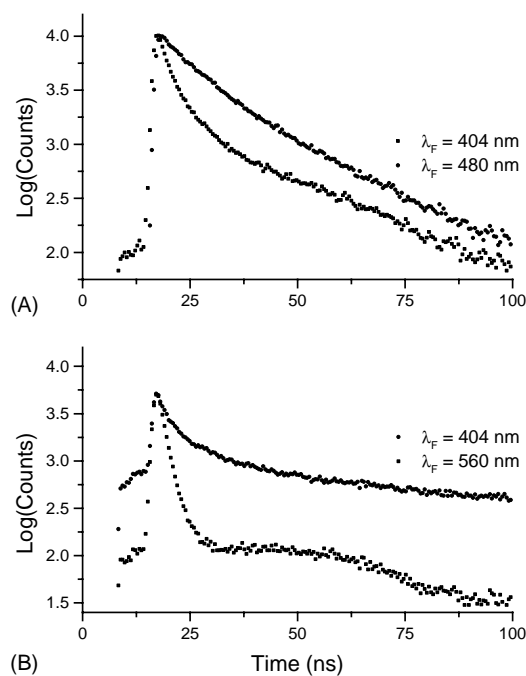 4.0
3.5
3.0
2.5
2.0
Log(Counts)
λF = 404 nm
λF = 480 nm
0
25
50
75
100
(A)
4.0
3.5
3.0
2.5
2.0
1.5
Log(Counts)
λF = 404 nm
λF = 560 nm
0
25
50
75
100
(B)
Time (ns)